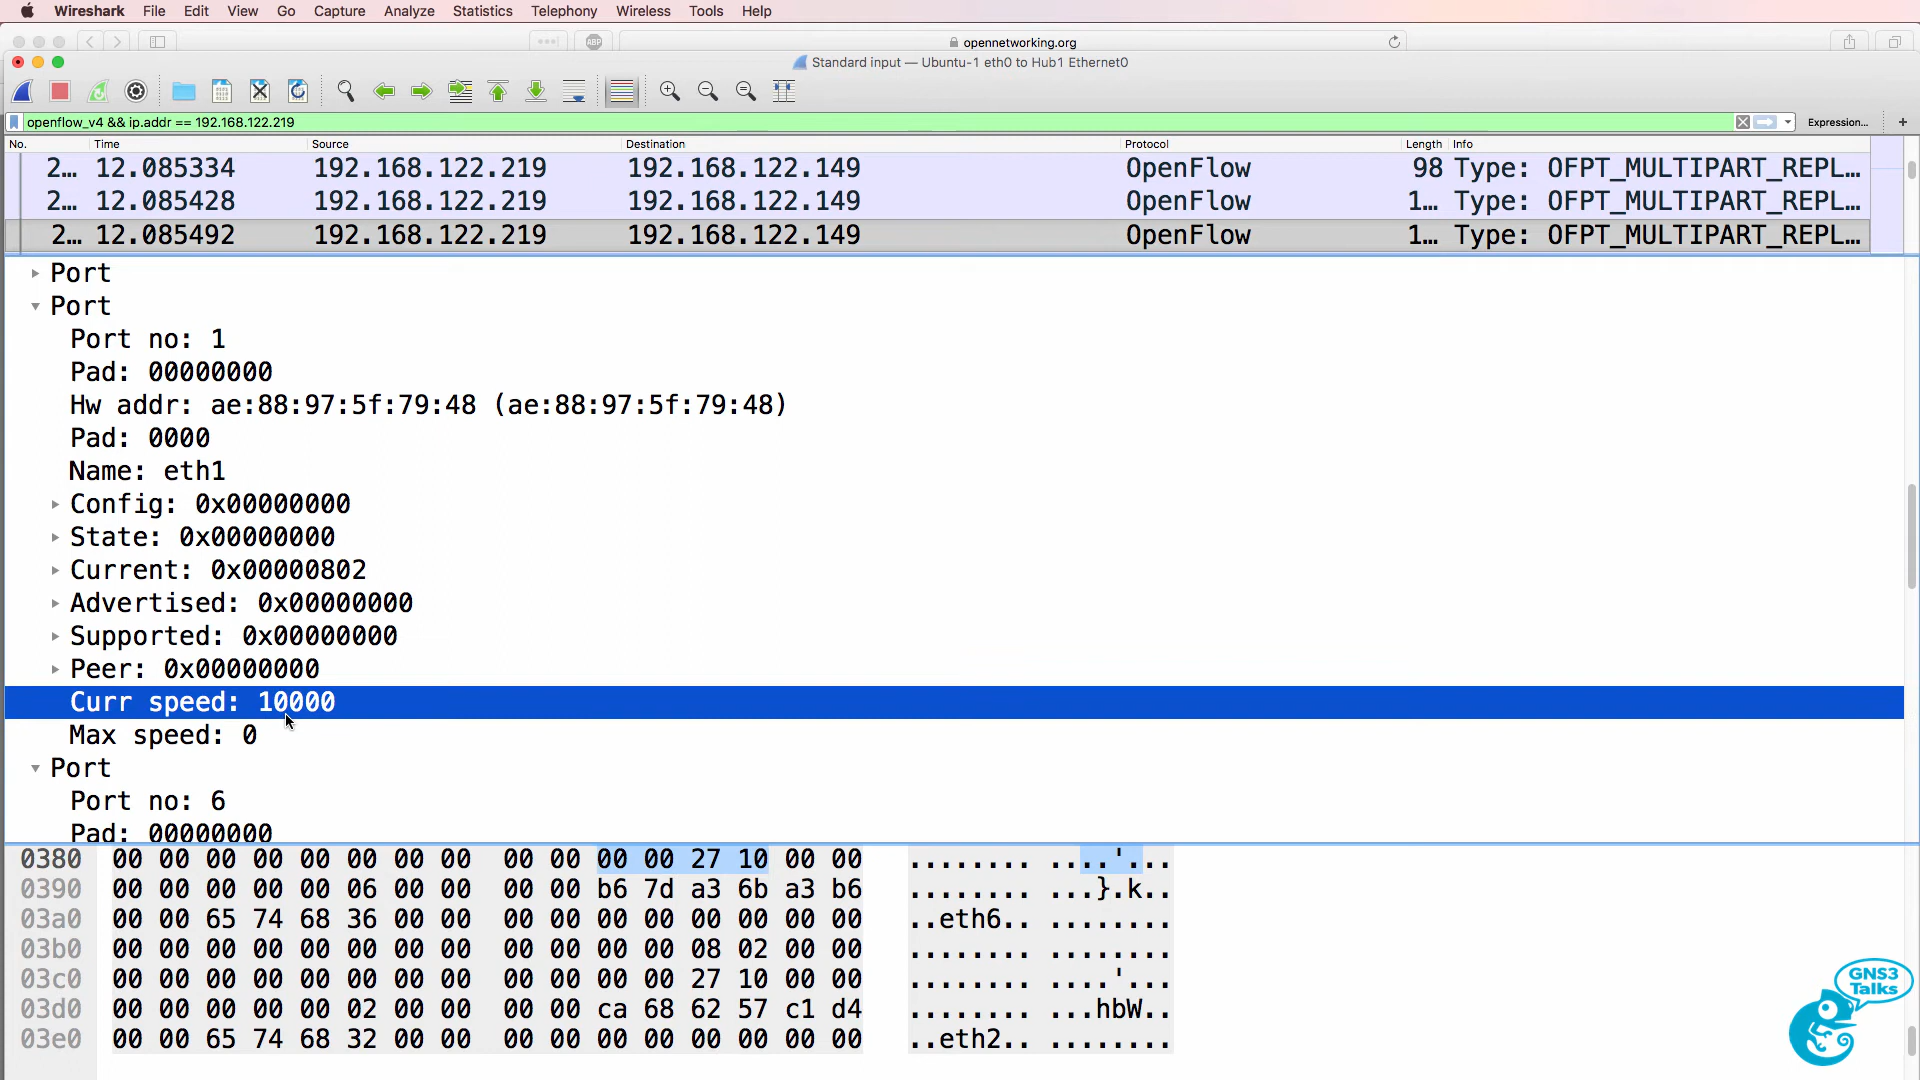 Wireshark File Edit View Go Capture Analyze Statistics Telephony Wireless Tools Help
ABP opennetworking.org
Standard input — Ubuntu-1 eth0 to Hub1 Ethernet0
openflow_v4 && ip.addr == 192.168.122.219 Expression... +
No. Time Source Destination Protocol Length Info
2… 12.085334 192.168.122.219 192.168.122.149 OpenFlow 98 Type: OFPT_MULTIPART_REPL…
2… 12.085428 192.168.122.219 192.168.122.149 OpenFlow 1… Type: OFPT_MULTIPART_REPL…
2… 12.085492 192.168.122.219 192.168.122.149 OpenFlow 1… Type: OFPT_MULTIPART_REPL…
Port
Port
Port no: 1
Pad: 00000000
Hw addr: ae:88:97:5f:79:48 (ae:88:97:5f:79:48)
Pad: 0000
Name: eth1
Config: 0x00000000
State: 0x00000000
Current: 0x00000802
Advertised: 0x00000000
Supported: 0x00000000
Peer: 0x00000000
Curr speed: 10000
Max speed: 0
Port
Port no: 6
Pad: 00000000
0380 00 00 00 00 00 00 00 00 00 00 00 00 27 10 00 00 ........ ....'...
0390 00 00 00 00 00 06 00 00 00 00 b6 7d a3 6b a3 b6 ........ ...}.k..
03a0 00 00 65 74 68 36 00 00 00 00 00 00 00 00 00 00 ..eth6.. ........
03b0 00 00 00 00 00 00 00 00 00 00 00 00 08 02 00 00 ........ ........
03c0 00 00 00 00 00 00 00 00 00 00 00 00 27 10 00 00 ........ ....'...
03d0 00 00 00 00 00 02 00 00 00 00 ca 68 62 57 c1 d4 ........ ...hbW..
03e0 00 00 65 74 68 32 00 00 00 00 00 00 00 00 00 00 ..eth2.. ........
GNS3
Talks